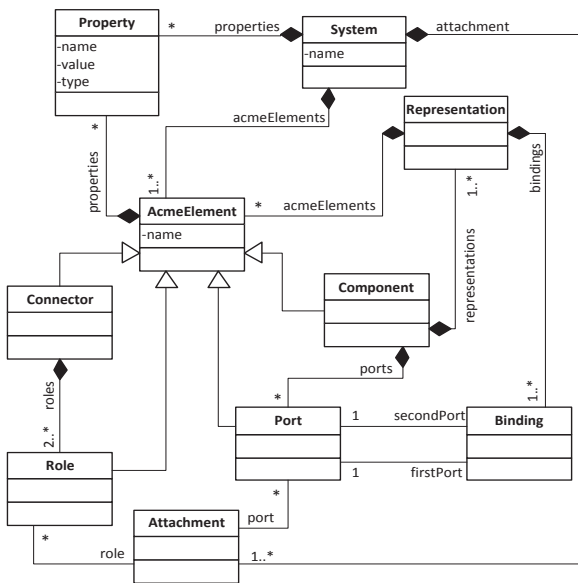 Property
-name
-value
-type
*
properties
System
-name
attachment
acmeElements
1..*
Representation
*
properties
bindings
AcmeElement
-name
*
acmeElements
1..*
representations
Connector
Component
roles
2..*
ports
*
1..*
Port
1
secondPort
1
firstPort
Binding
Role
*
role
Attachment
*
port
1..*